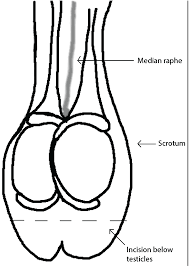 Median raphe
Scrotum
Incision below
testicles